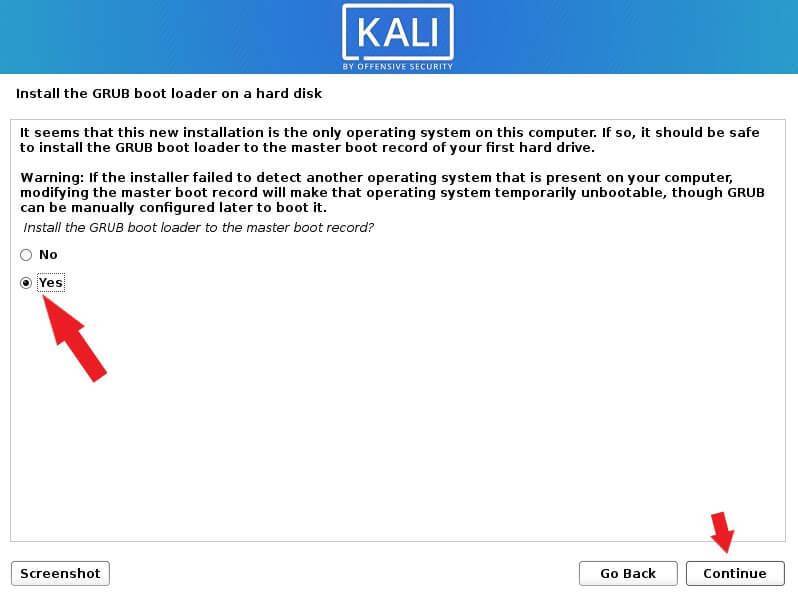 KALI
BY OFFENSIVE SECURITY
Install the GRUB boot loader on a hard disk
It seems that this new installation is the only operating system on this computer. If so, it should be safe
to install the GRUB boot loader to the master boot record of your first hard drive.
Warning: If the installer failed to detect another operating system that is present on your computer,
modifying the master boot record will make that operating system temporarily unbootable, though GRUB
can be manually configured later to boot it.
Install the GRUB boot loader to the master boot record?
No
Yes
Screenshot
Go Back
Continue